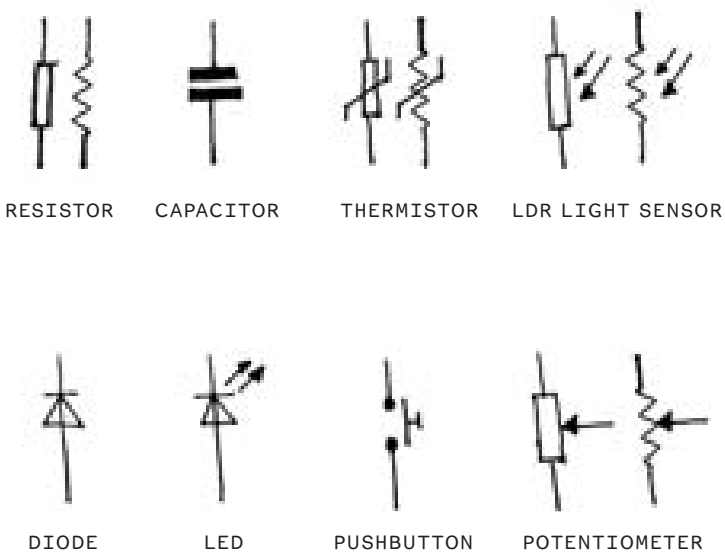 RESISTOR CAPACITOR THERMISTOR LDR LIGHT SENSOR
DIODE LED PUSHBUTTON POTENTIOMETER